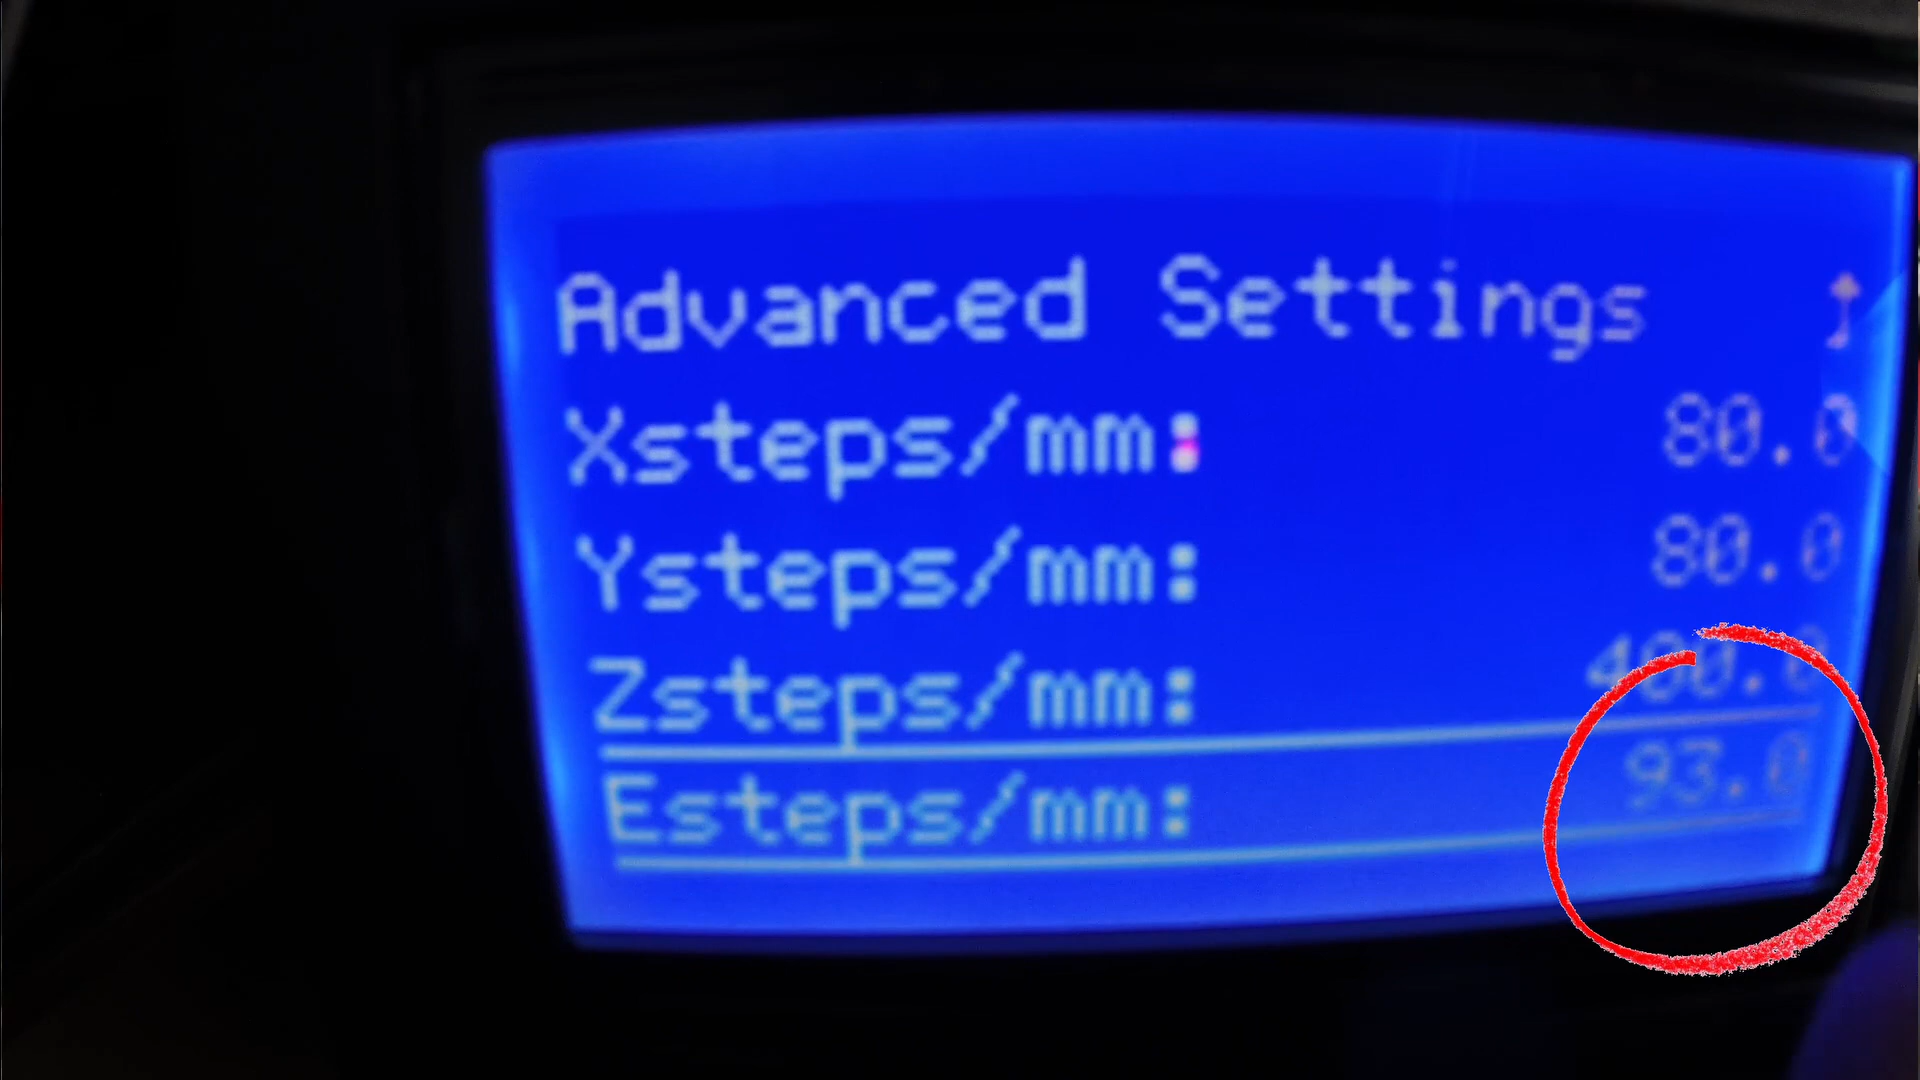 Advanced Settings ↑
Xsteps/mm: 80.0
Ysteps/mm: 80.0
Zsteps/mm: 400.0
Esteps/mm: 93.0